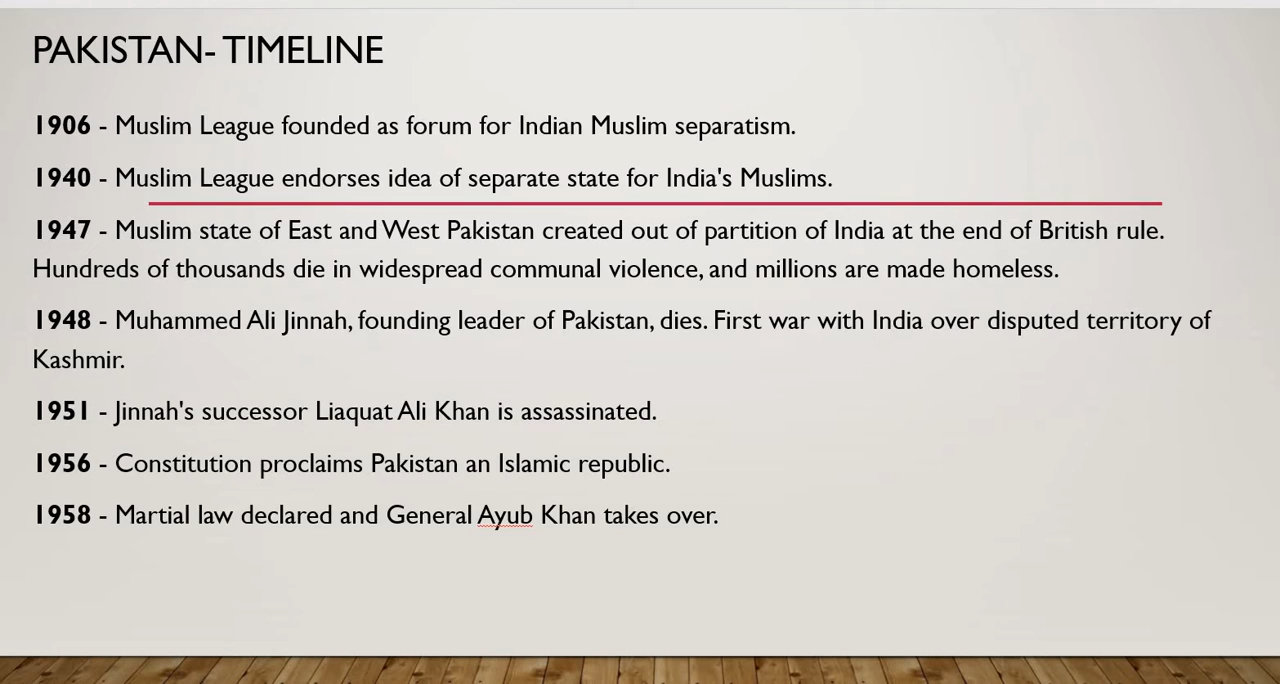 PAKISTAN- TIMELINE
1906 - Muslim League founded as forum for Indian Muslim separatism.
1940 - Muslim League endorses idea of separate state for India's Muslims.
1947 - Muslim state of East and West Pakistan created out of partition of India at the end of British rule.
Hundreds of thousands die in widespread communal violence, and millions are made homeless.
1948 - Muhammed Ali Jinnah, founding leader of Pakistan, dies. First war with India over disputed territory of
Kashmir.
1951 - Jinnah's successor Liaquat Ali Khan is assassinated.
1956 - Constitution proclaims Pakistan an Islamic republic.
1958 - Martial law declared and General Ayub Khan takes over.